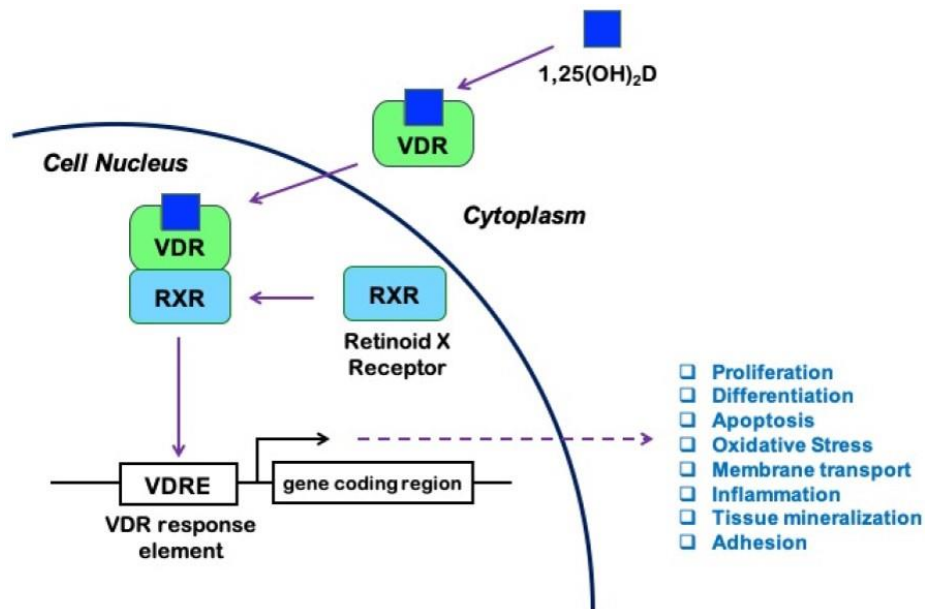 1,25(OH)₂D
VDR
Cell Nucleus
Cytoplasm
VDR
RXR
RXR
Retinoid X
Receptor
Proliferation
Differentiation
Apoptosis
Oxidative Stress
Membrane transport
Inflammation
Tissue mineralization
Adhesion
VDRE
gene coding region
VDR response
element